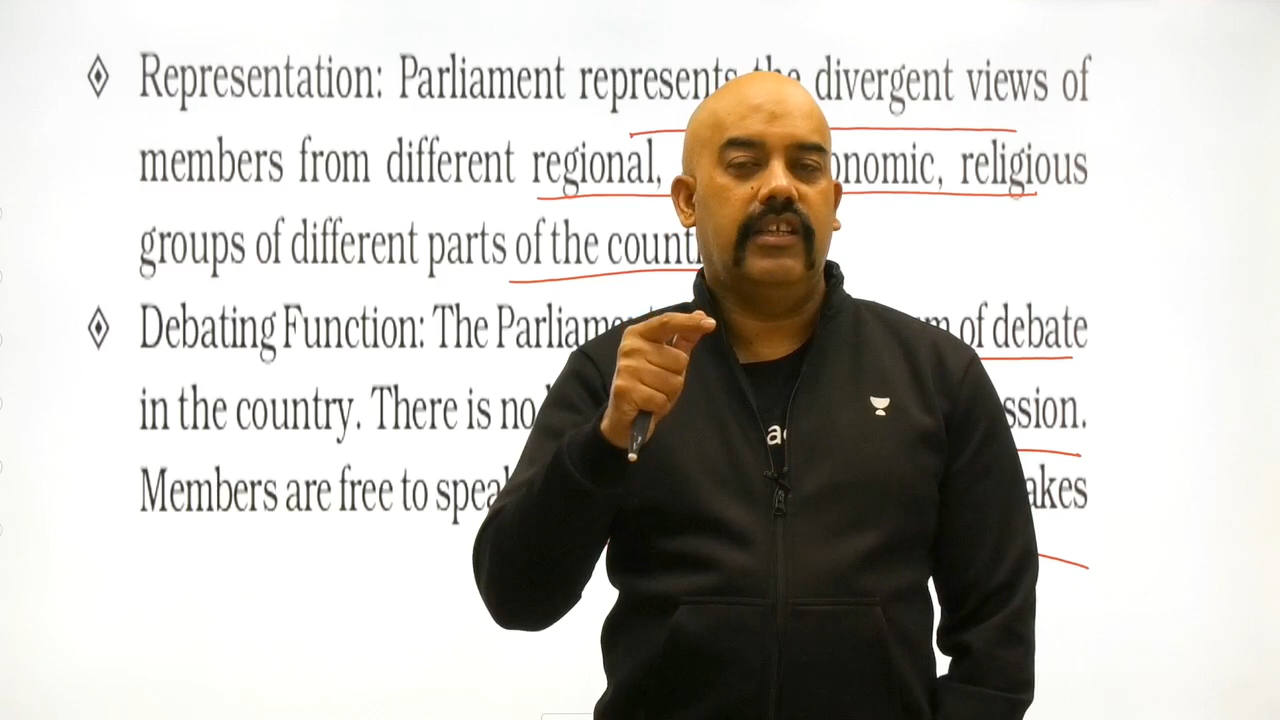 Representation: Parliament represents the divergent views of
members from different regional, onomic, religious
groups of different parts of the count
Debating Function: The Parliame m of debate
in the country. There is no ssion.
Members are free to speak akes